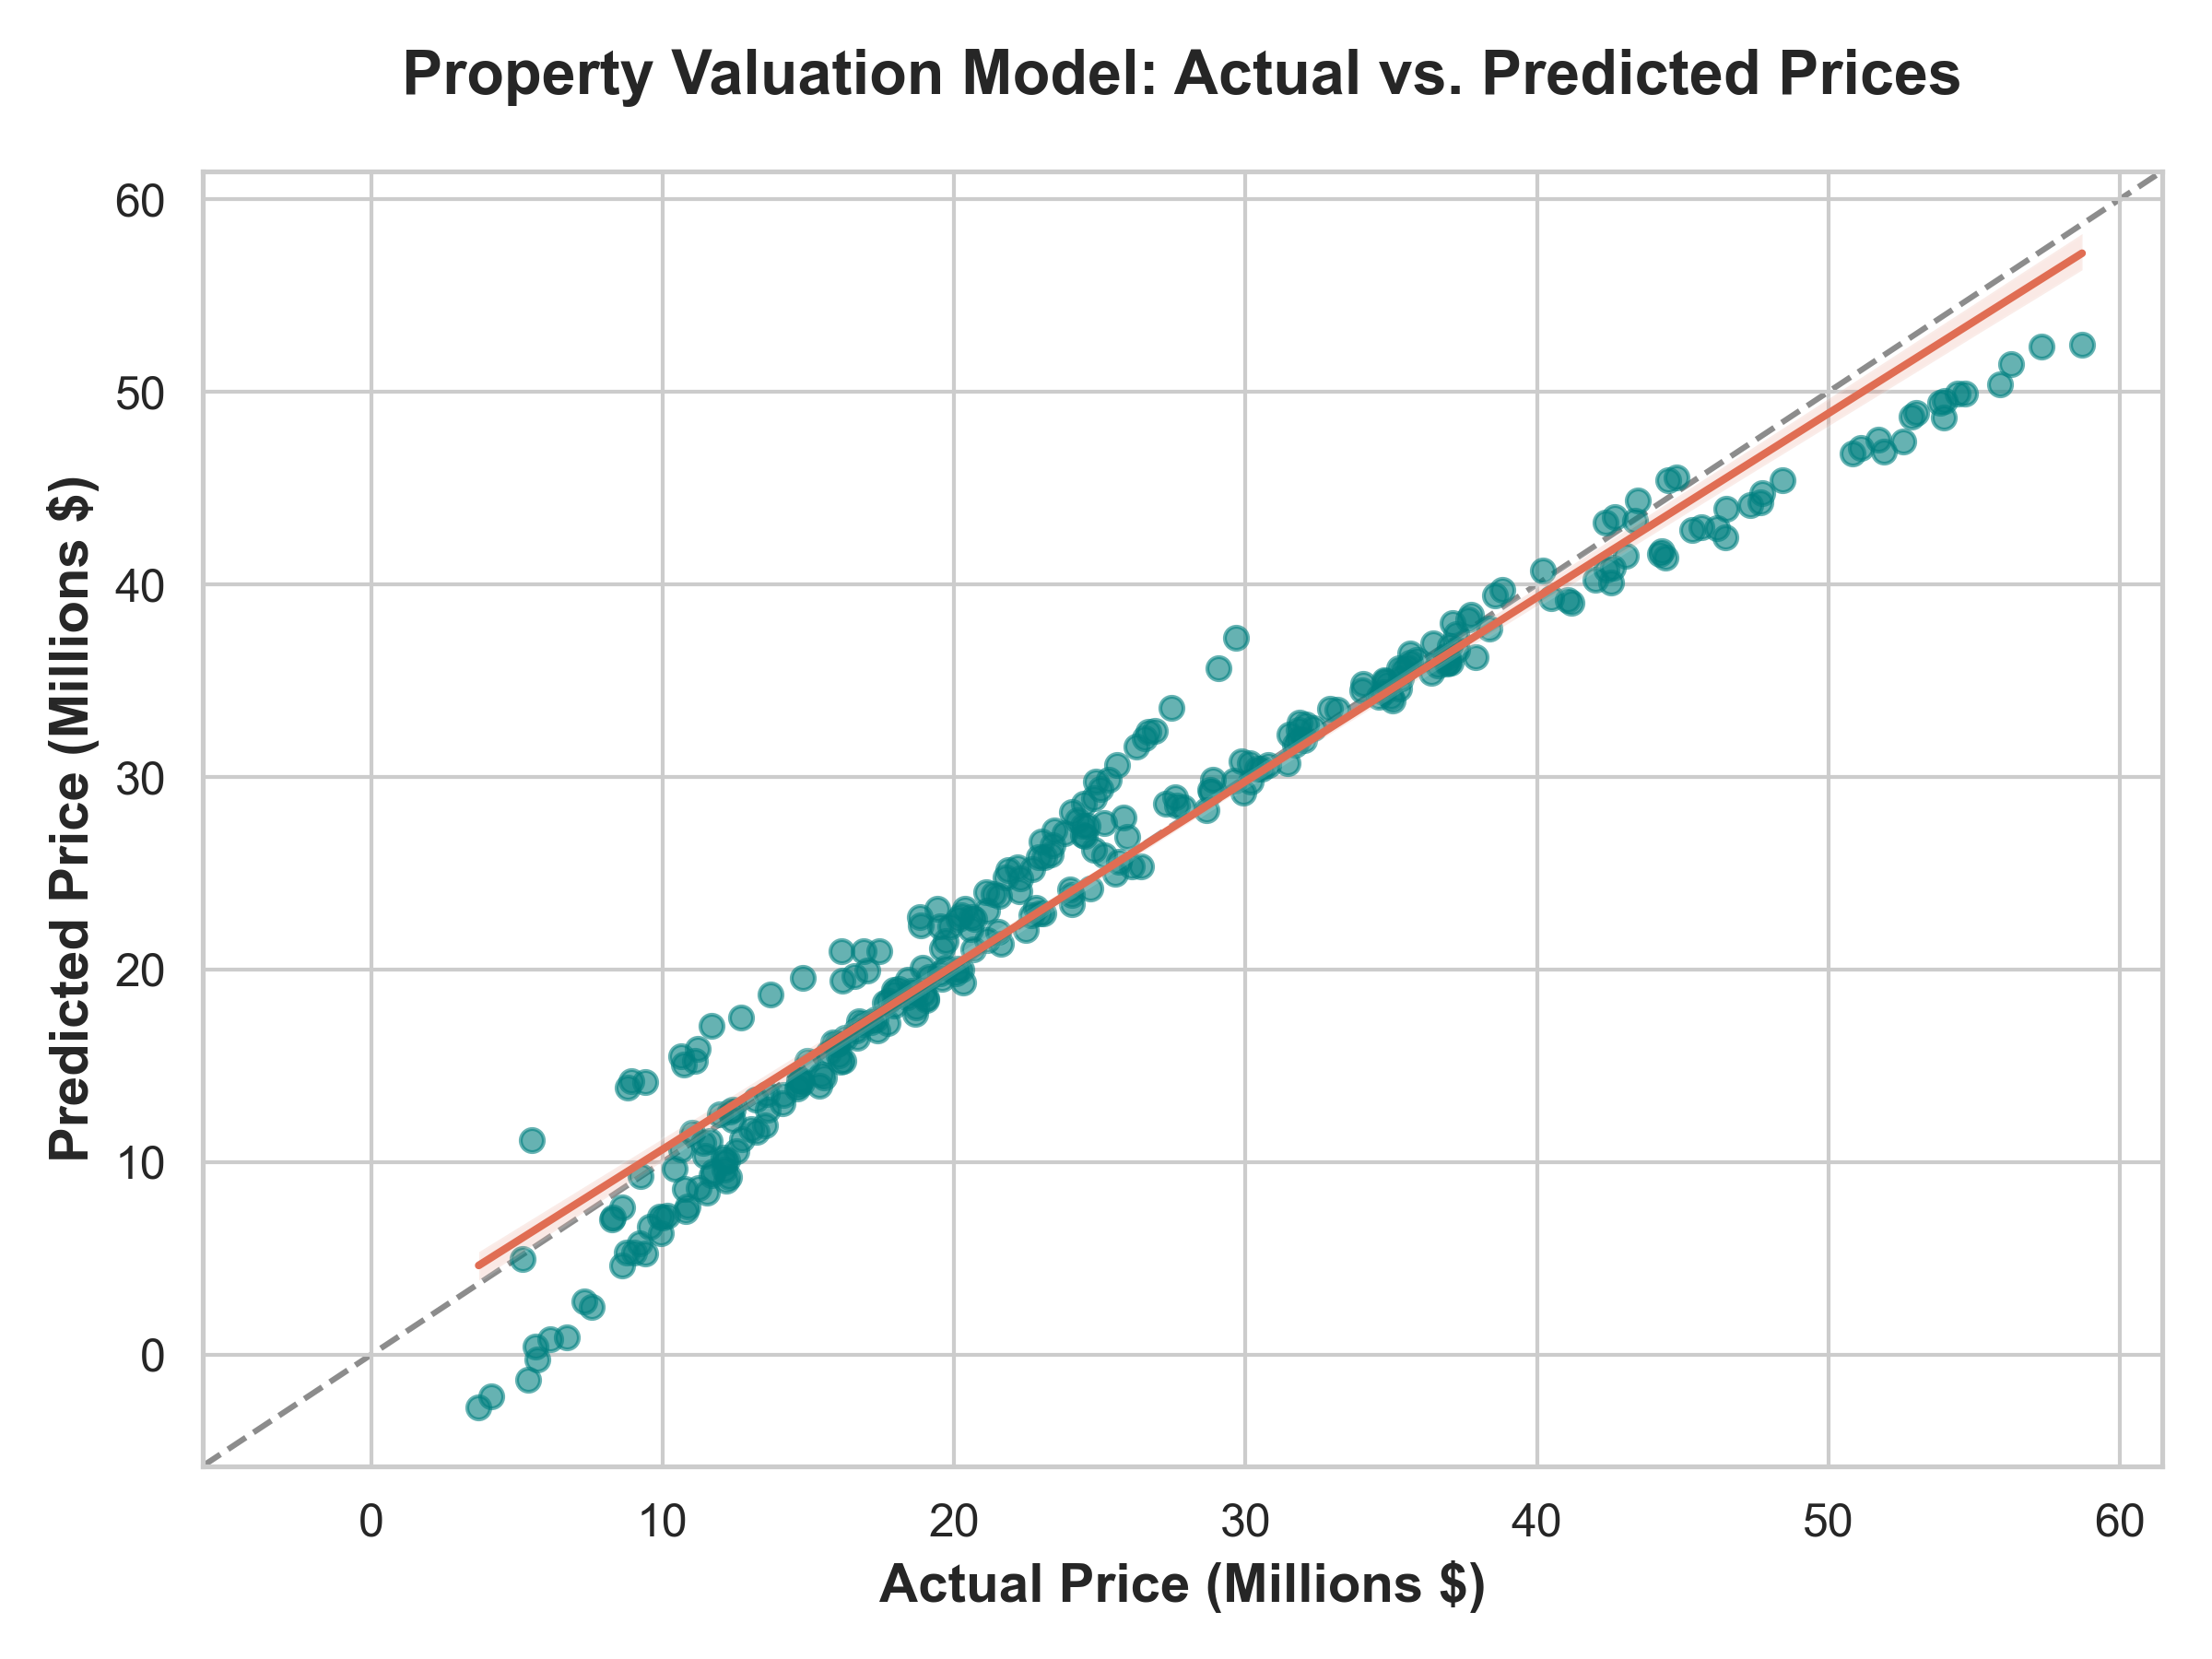 Property Valuation Model: Actual vs. Predicted Prices
60
50
40
30
20
10
0
Predicted Price (Millions $)
0 10 20 30 40 50 60
Actual Price (Millions $)